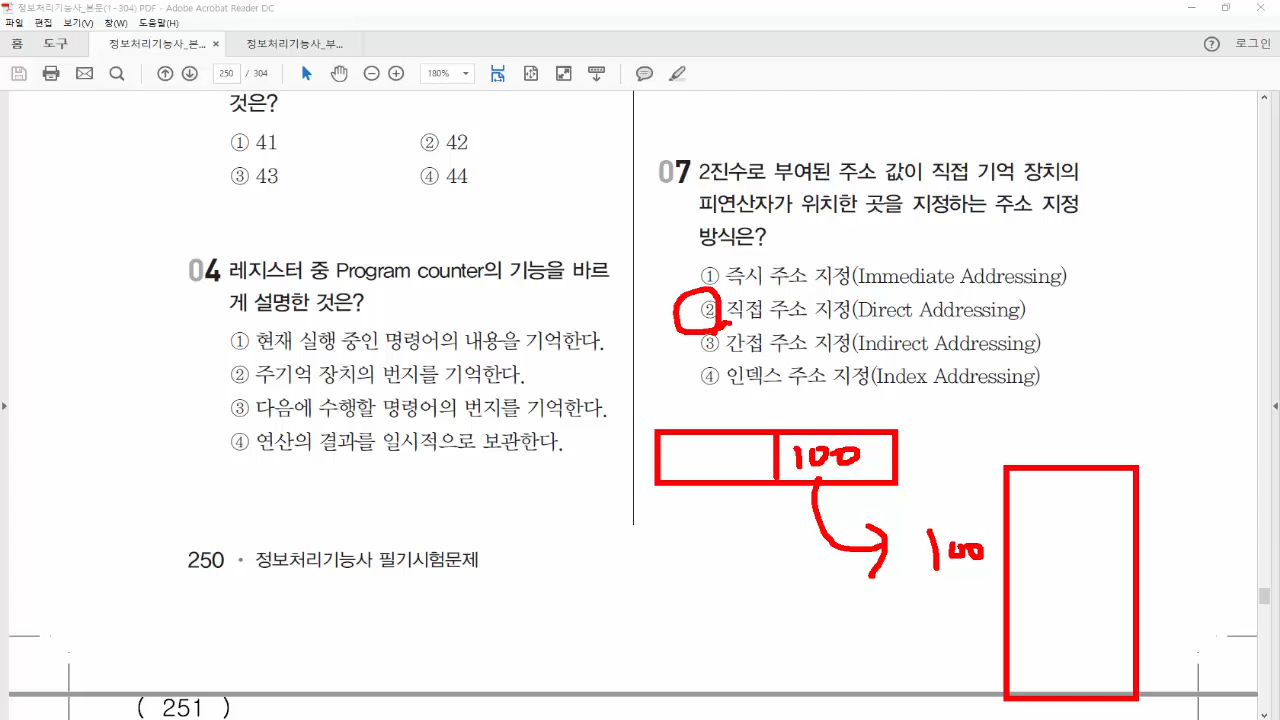 정보처리기능사_본문(1-304) PDF - Adobe Acrobat Reader DC
파일 편집 보기(V) 창(W) 도움말(H)
홈 도구 정보처리기능사_본... × 정보처리기능사_부... 로그인
250 / 304 180%
것은?
① 41 ② 42
③ 43 ④ 44
04 레지스터 중 Program counter의 기능을 바르
게 설명한 것은?
① 현재 실행 중인 명령어의 내용을 기억한다.
② 주기억 장치의 번지를 기억한다.
③ 다음에 수행할 명령어의 번지를 기억한다.
④ 연산의 결과를 일시적으로 보관한다.
250 • 정보처리기능사 필기시험문제
07 2진수로 부여된 주소 값이 직접 기억 장치의
피연산자가 위치한 곳을 지정하는 주소 지정
방식은?
① 즉시 주소 지정(Immediate Addressing)
② 직접 주소 지정(Direct Addressing)
③ 간접 주소 지정(Indirect Addressing)
④ 인덱스 주소 지정(Index Addressing)
100
100
( 251 )